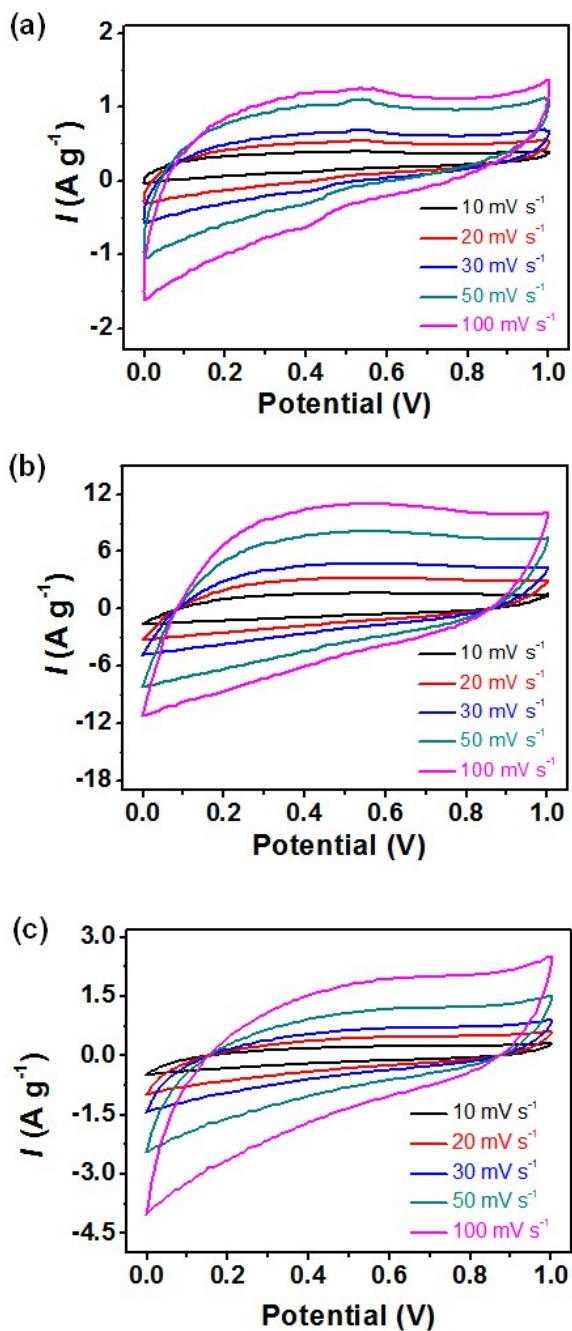 (a)
I (A g⁻¹)
2
1
0
-1
-2
10 mV s⁻¹
20 mV s⁻¹
30 mV s⁻¹
50 mV s⁻¹
100 mV s⁻¹
0.0 0.2 0.4 0.6 0.8 1.0
Potential (V)
(b)
I (A g⁻¹)
12
6
0
-6
-12
-18
10 mV s⁻¹
20 mV s⁻¹
30 mV s⁻¹
50 mV s⁻¹
100 mV s⁻¹
0.0 0.2 0.4 0.6 0.8 1.0
Potential (V)
(c)
I (A g⁻¹)
3.0
1.5
0.0
-1.5
-3.0
-4.5
10 mV s⁻¹
20 mV s⁻¹
30 mV s⁻¹
50 mV s⁻¹
100 mV s⁻¹
0.0 0.2 0.4 0.6 0.8 1.0
Potential (V)